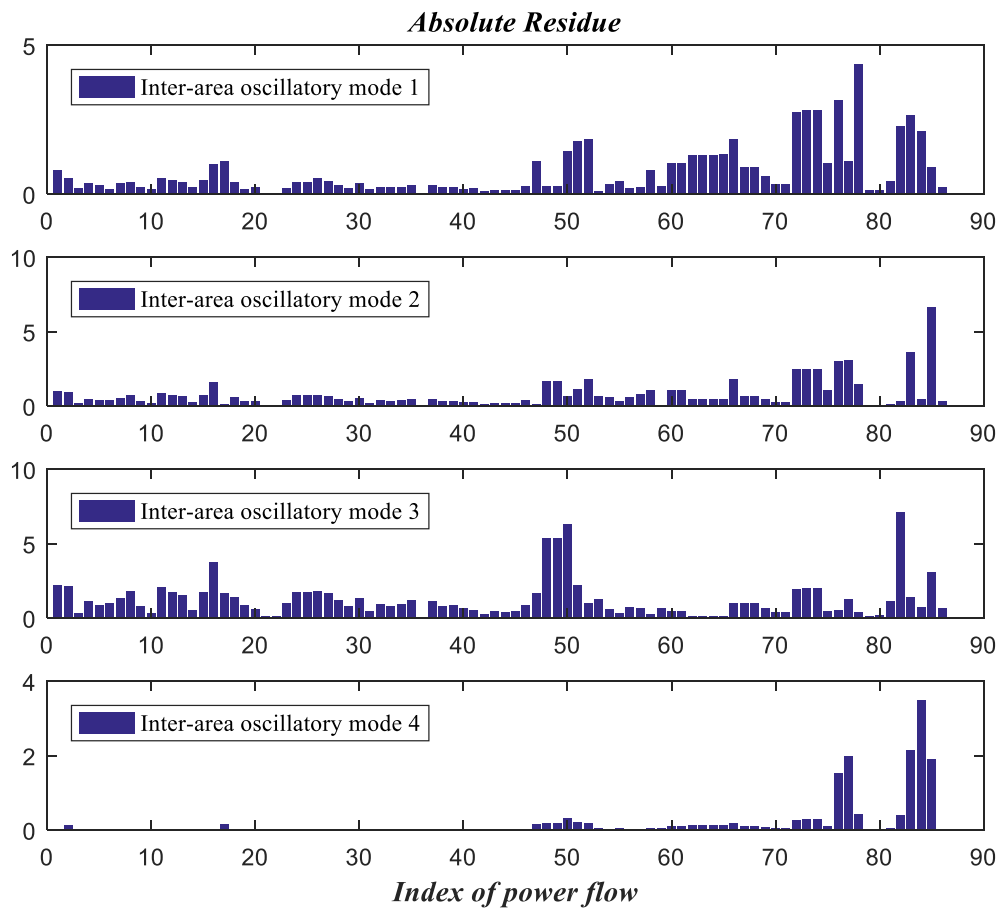 Absolute Residue
5
Inter-area oscillatory mode 1
0
0 10 20 30 40 50 60 70 80 90
10
Inter-area oscillatory mode 2
5
0
0 10 20 30 40 50 60 70 80 90
10
Inter-area oscillatory mode 3
5
0
0 10 20 30 40 50 60 70 80 90
4
Inter-area oscillatory mode 4
2
0
0 10 20 30 40 50 60 70 80 90
Index of power flow